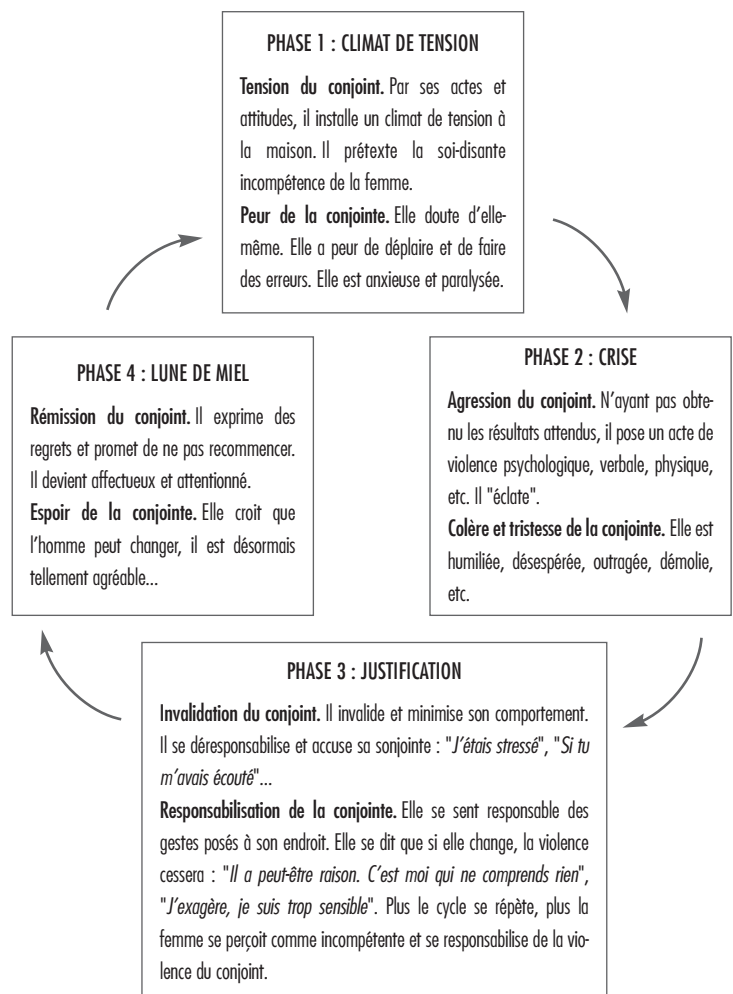 PHASE 1 : CLIMAT DE TENSION
Tension du conjoint. Par ses actes et
attitudes, il installe un climat de tension à
la maison. Il prétexte la soi-disante
incompétence de la femme.
Peur de la conjointe. Elle doute d'elle-
même. Elle a peur de déplaire et de faire
des erreurs. Elle est anxieuse et paralysée.
PHASE 2 : CRISE
Agression du conjoint. N'ayant pas obte-
nu les résultats attendus, il pose un acte de
violence psychologique, verbale, physique,
etc. Il "éclate".
Colère et tristesse de la conjointe. Elle est
humiliée, désespérée, outragée, démolie,
etc.
PHASE 3 : JUSTIFICATION
Invalidation du conjoint. Il invalide et minimise son comportement.
Il se déresponsabilise et accuse sa sonjointe : "J'étais stressé", "Si tu
m'avais écouté"...
Responsabilisation de la conjointe. Elle se sent responsable des
gestes posés à son endroit. Elle se dit que si elle change, la violence
cessera : "Il a peut-être raison. C'est moi qui ne comprends rien",
"J'exagère, je suis trop sensible". Plus le cycle se répète, plus la
femme se perçoit comme incompétente et se responsabilise de la vio-
lence du conjoint.
PHASE 4 : LUNE DE MIEL
Rémission du conjoint. Il exprime des
regrets et promet de ne pas recommencer.
Il devient affectueux et attentionné.
Espoir de la conjointe. Elle croit que
l'homme peut changer, il est désormais
tellement agréable...